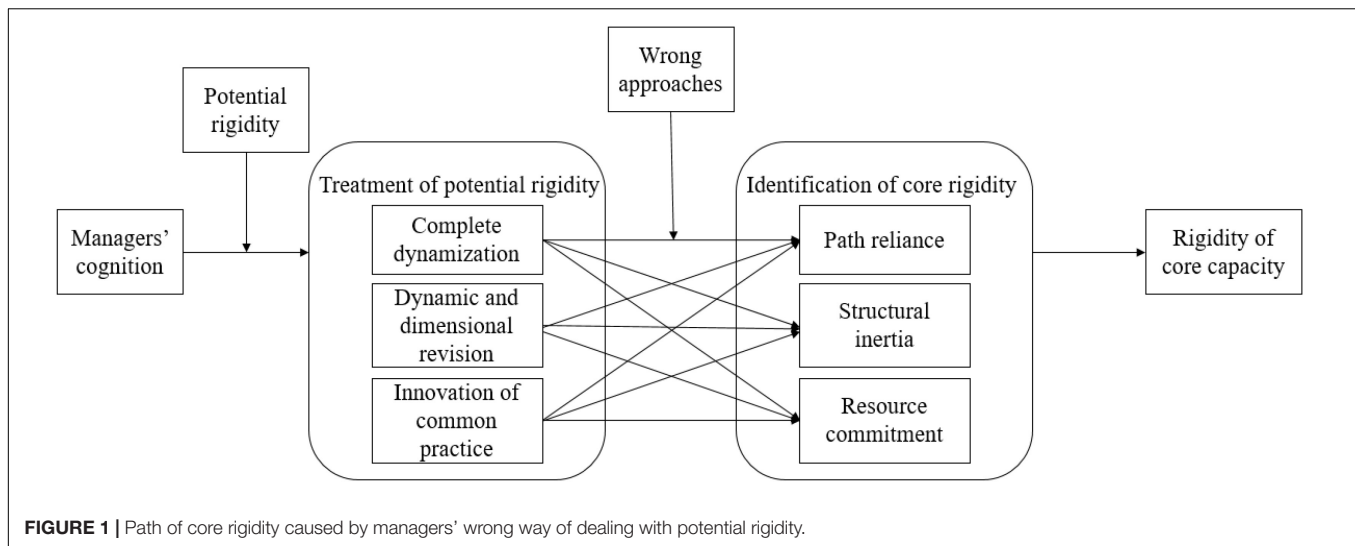 Wrong
approaches
Potential
rigidity
Treatment of potential rigidity
Identification of core rigidity
Managers’
cognition
Complete
dynamization
Path reliance
Rigidity of
core capacity
Dynamic and
dimensional
revision
Structural
inertia
Innovation of
common
practice
Resource
commitment
FIGURE 1 | Path of core rigidity caused by managers’ wrong way of dealing with potential rigidity.